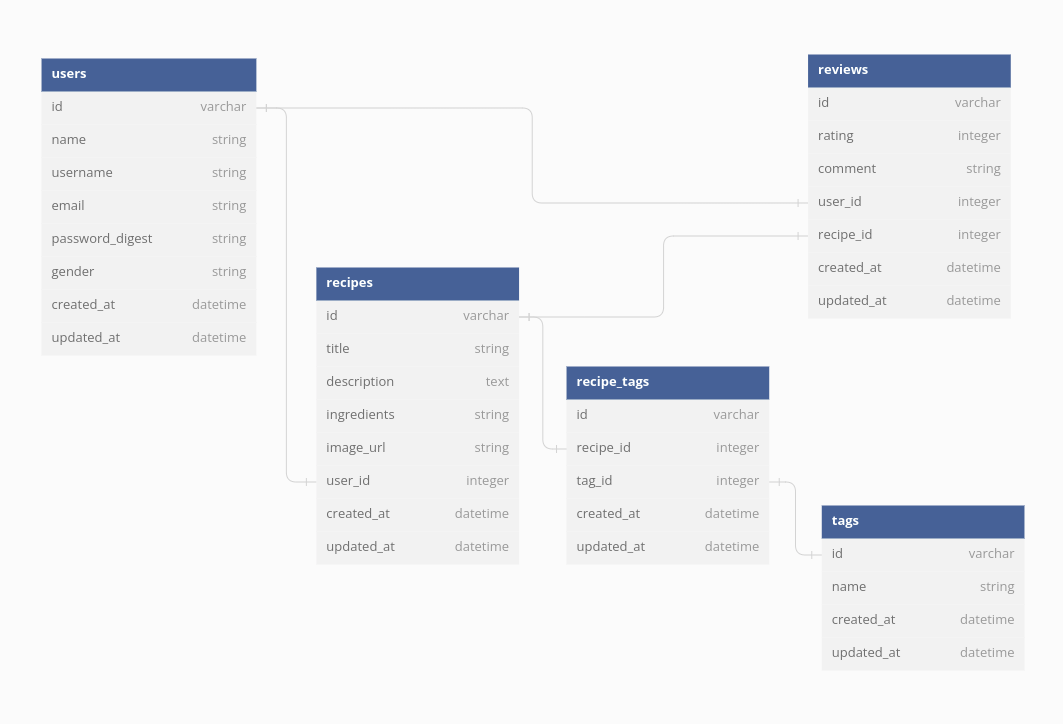 users
id varchar
name string
username string
email string
password_digest string
gender string
created_at datetime
updated_at datetime
reviews
id varchar
rating integer
comment string
user_id integer
recipe_id integer
created_at datetime
updated_at datetime
recipes
id varchar
title string
description text
ingredients string
image_url string
user_id integer
created_at datetime
updated_at datetime
recipe_tags
id varchar
recipe_id integer
tag_id integer
created_at datetime
updated_at datetime
tags
id varchar
name string
created_at datetime
updated_at datetime